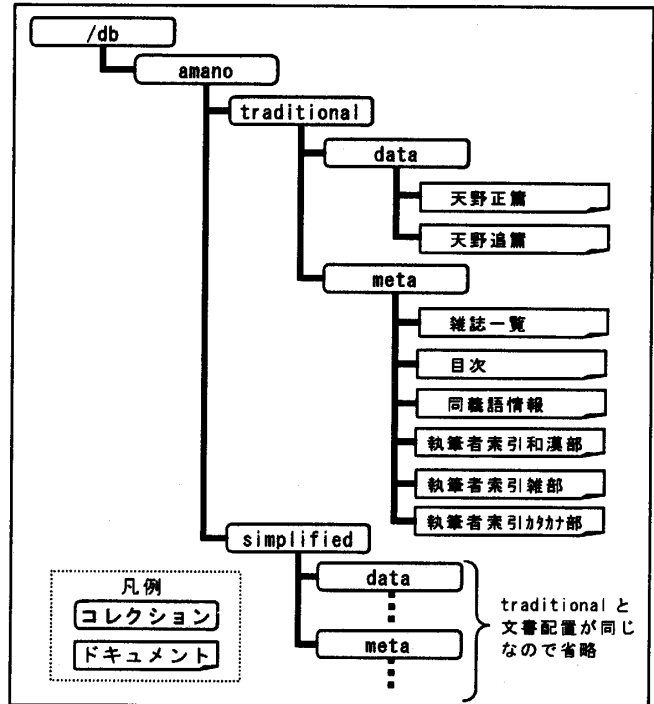 /db
amano
traditional
data
天野正篇
天野追篇
meta
雑誌一覧
目次
同義語情報
執筆者索引和漢部
執筆者索引雑部
執筆者索引カタカナ部
simplified
data
meta
traditionalと
文書配置が同じ
なので省略
凡例
コレクション
ドキュメント